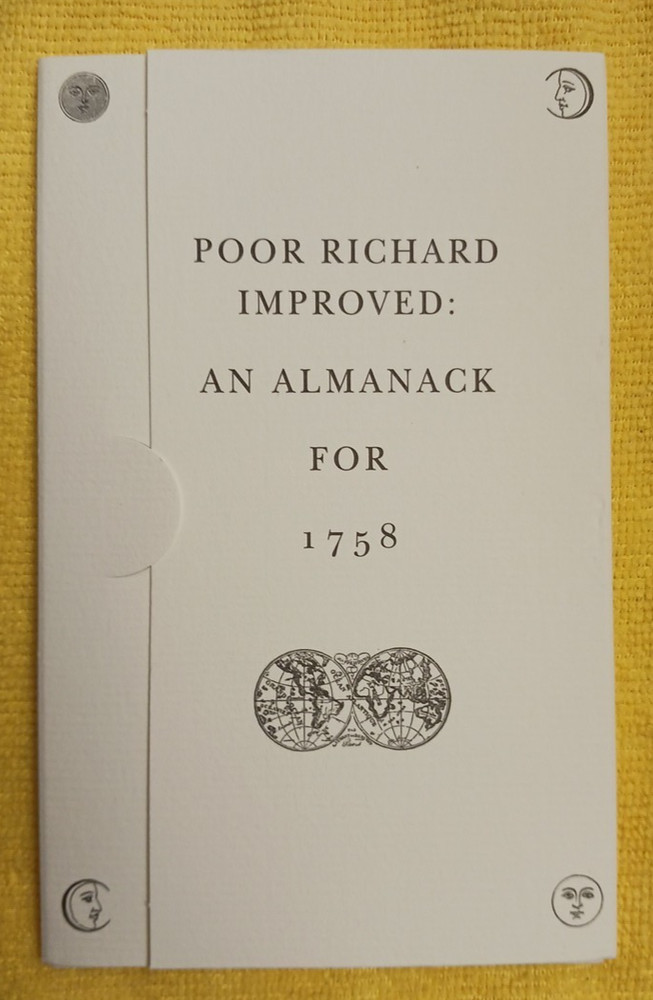 POOR RICHARD
IMPROVED:
AN ALMANACK
FOR
1758